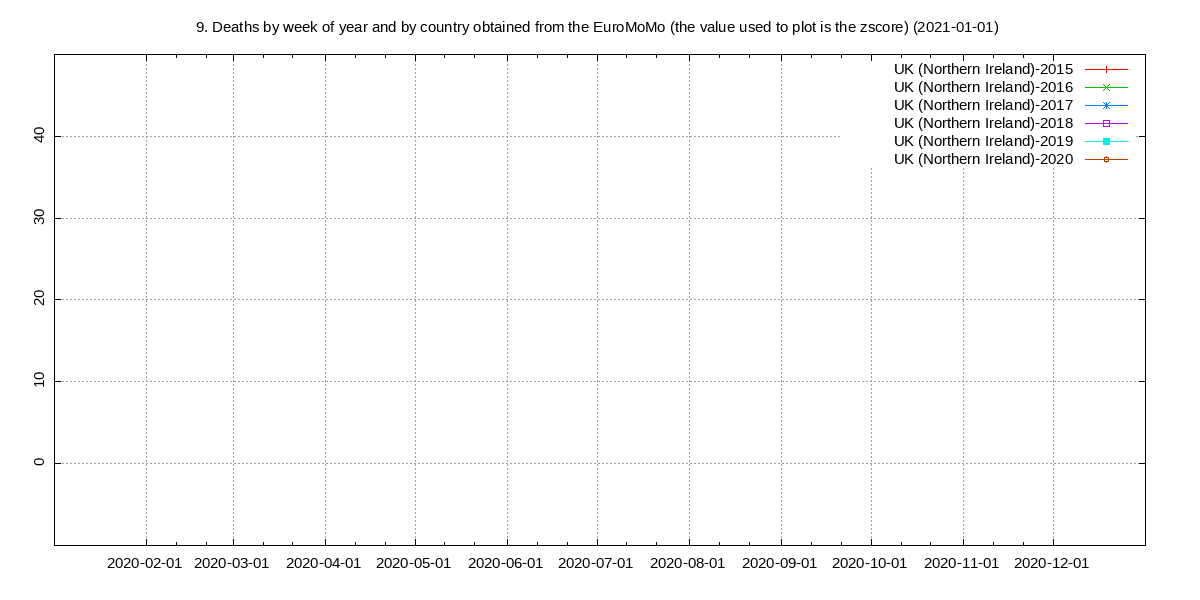 9. Deaths by week of year and by country obtained from the EuroMoMo (the value used to plot is the zscore) (2021-01-01)
UK (Northern Ireland)-2015
UK (Northern Ireland)-2016
UK (Northern Ireland)-2017
UK (Northern Ireland)-2018
UK (Northern Ireland)-2019
UK (Northern Ireland)-2020
40
30
20
10
0
2020-02-01 2020-03-01 2020-04-01 2020-05-01 2020-06-01 2020-07-01 2020-08-01 2020-09-01 2020-10-01 2020-11-01 2020-12-01